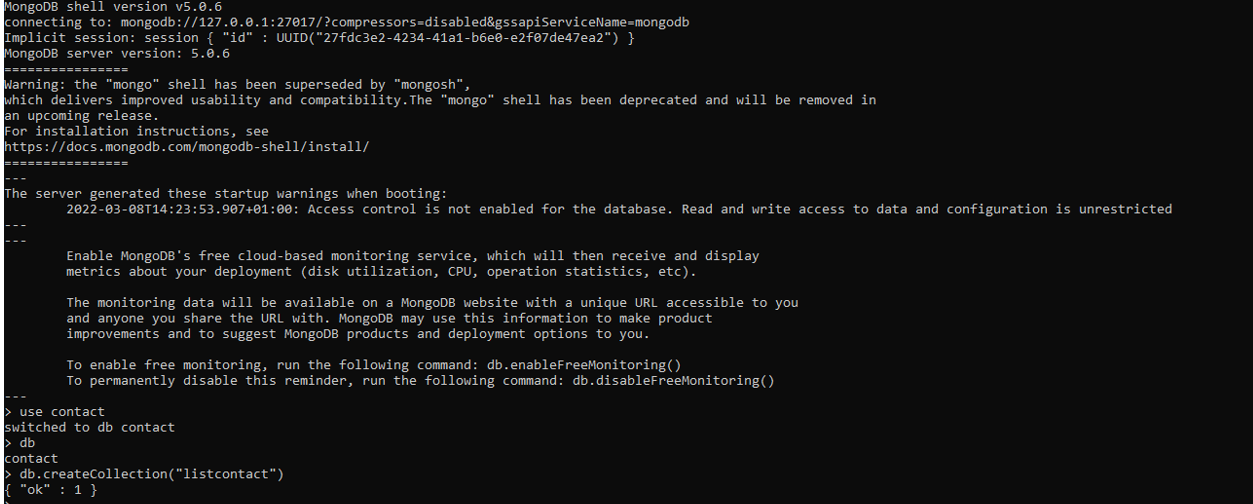 MongoDB shell version v5.0.6
connecting to: mongodb://127.0.0.1:27017/?compressors=disabled&gssapiServiceName=mongodb
Implicit session: session { "id" : UUID("27fdc3e2-4234-41a1-b6e0-e2f07de47ea2") }
MongoDB server version: 5.0.6
================
Warning: the "mongo" shell has been superseded by "mongosh",
which delivers improved usability and compatibility.The "mongo" shell has been deprecated and will be removed in
an upcoming release.
For installation instructions, see
https://docs.mongodb.com/mongodb-shell/install/
================
---
The server generated these startup warnings when booting:
        2022-03-08T14:23:53.907+01:00: Access control is not enabled for the database. Read and write access to data and configuration is unrestricted
---
---
        Enable MongoDB's free cloud-based monitoring service, which will then receive and display
        metrics about your deployment (disk utilization, CPU, operation statistics, etc).

        The monitoring data will be available on a MongoDB website with a unique URL accessible to you
        and anyone you share the URL with. MongoDB may use this information to make product
        improvements and to suggest MongoDB products and deployment options to you.

        To enable free monitoring, run the following command: db.enableFreeMonitoring()
        To permanently disable this reminder, run the following command: db.disableFreeMonitoring()
---
> use contact
switched to db contact
> db
contact
> db.createCollection("listcontact")
{ "ok" : 1 }
>